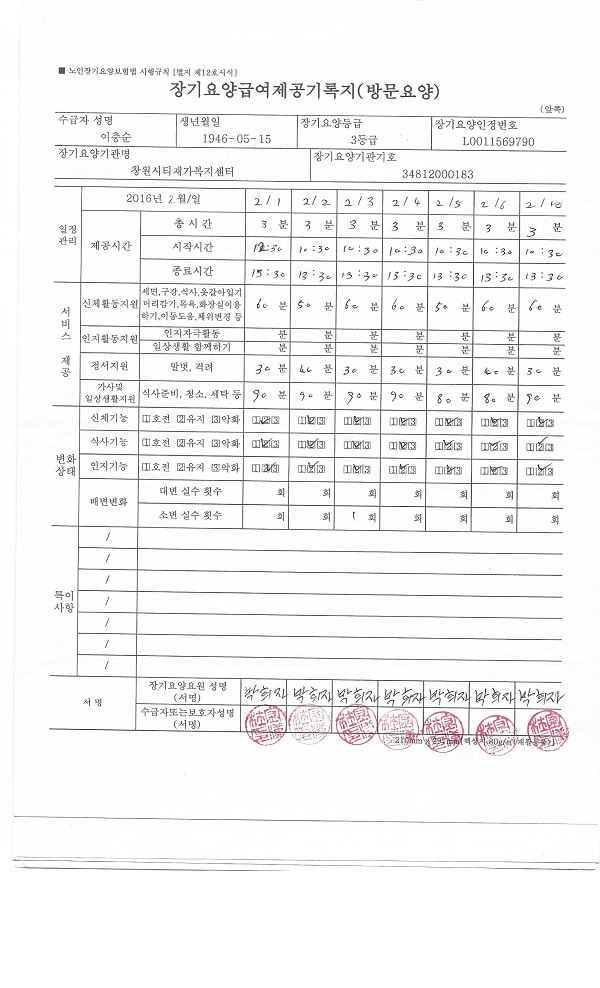 ■ 노인장기요양보험법 시행규칙 [별지 제12호서식]
장기요양급여제공기록지(방문요양)
(앞쪽)
수급자 성명 생년월일 장기요양등급 장기요양인정번호
이충순 1946-05-15 3등급 L0011569790
장기요양기관명 장기요양기관기호
창원시티재가복지센터 34812000183
일정관리 2016년 2월/일 2/1 2/2 2/3 2/4 2/5 2/6 2/10
제공시간 총 시 간 3 분 3 분 3 분 3 분 3 분 3 분 3 분
시작시간 10:30 10:30 10:30 10:30 10:30 10:30
종료시간 13:30 13:30 13:30 13:30 13:30 13:30
서비스 제공
신체활동지원 세면,구강,식사,옷갈아입기
머리감기,목욕,화장실이용
하기,이동도움,체위변경 등
60 분 50 분 60 분 60 분 50 분 60 분 60 분
인지활동지원 인지자극활동 분 분 분 분 분 분 분
일상생활 함께하기 분 분 분 분 분 분 분
정서지원 말벗, 격려 30 분 40 분 30 분 30 분 30 분 40 분 30 분
가사및
일상생활지원 식사준비, 청소, 세탁 등 90 분 90 분 90 분 90 분 80 분 80 분 90 분
변화상태
신체기능 1호전 2유지 3악화 123 123 123 123 123 123 123
식사기능 1호전 2유지 3악화 123 123 123 123 123 123 123
인지기능 1호전 2유지 3악화 123 123 123 123 123 123 123
배변변화 대변 실수 횟수 회 회 회 회 회 회 회
소변 실수 횟수 회 회 1 회 회 회 회 회
특이사항
/
/
/
/
/
/
/
서 명 장기요양요원 성명
(서명)
박희자 박희자 박희자 박희자 박희자 박희자 박희자
수급자또는보호자성명
(서명)
210mm×297mm[백상지 80g/㎡(재활용품)]